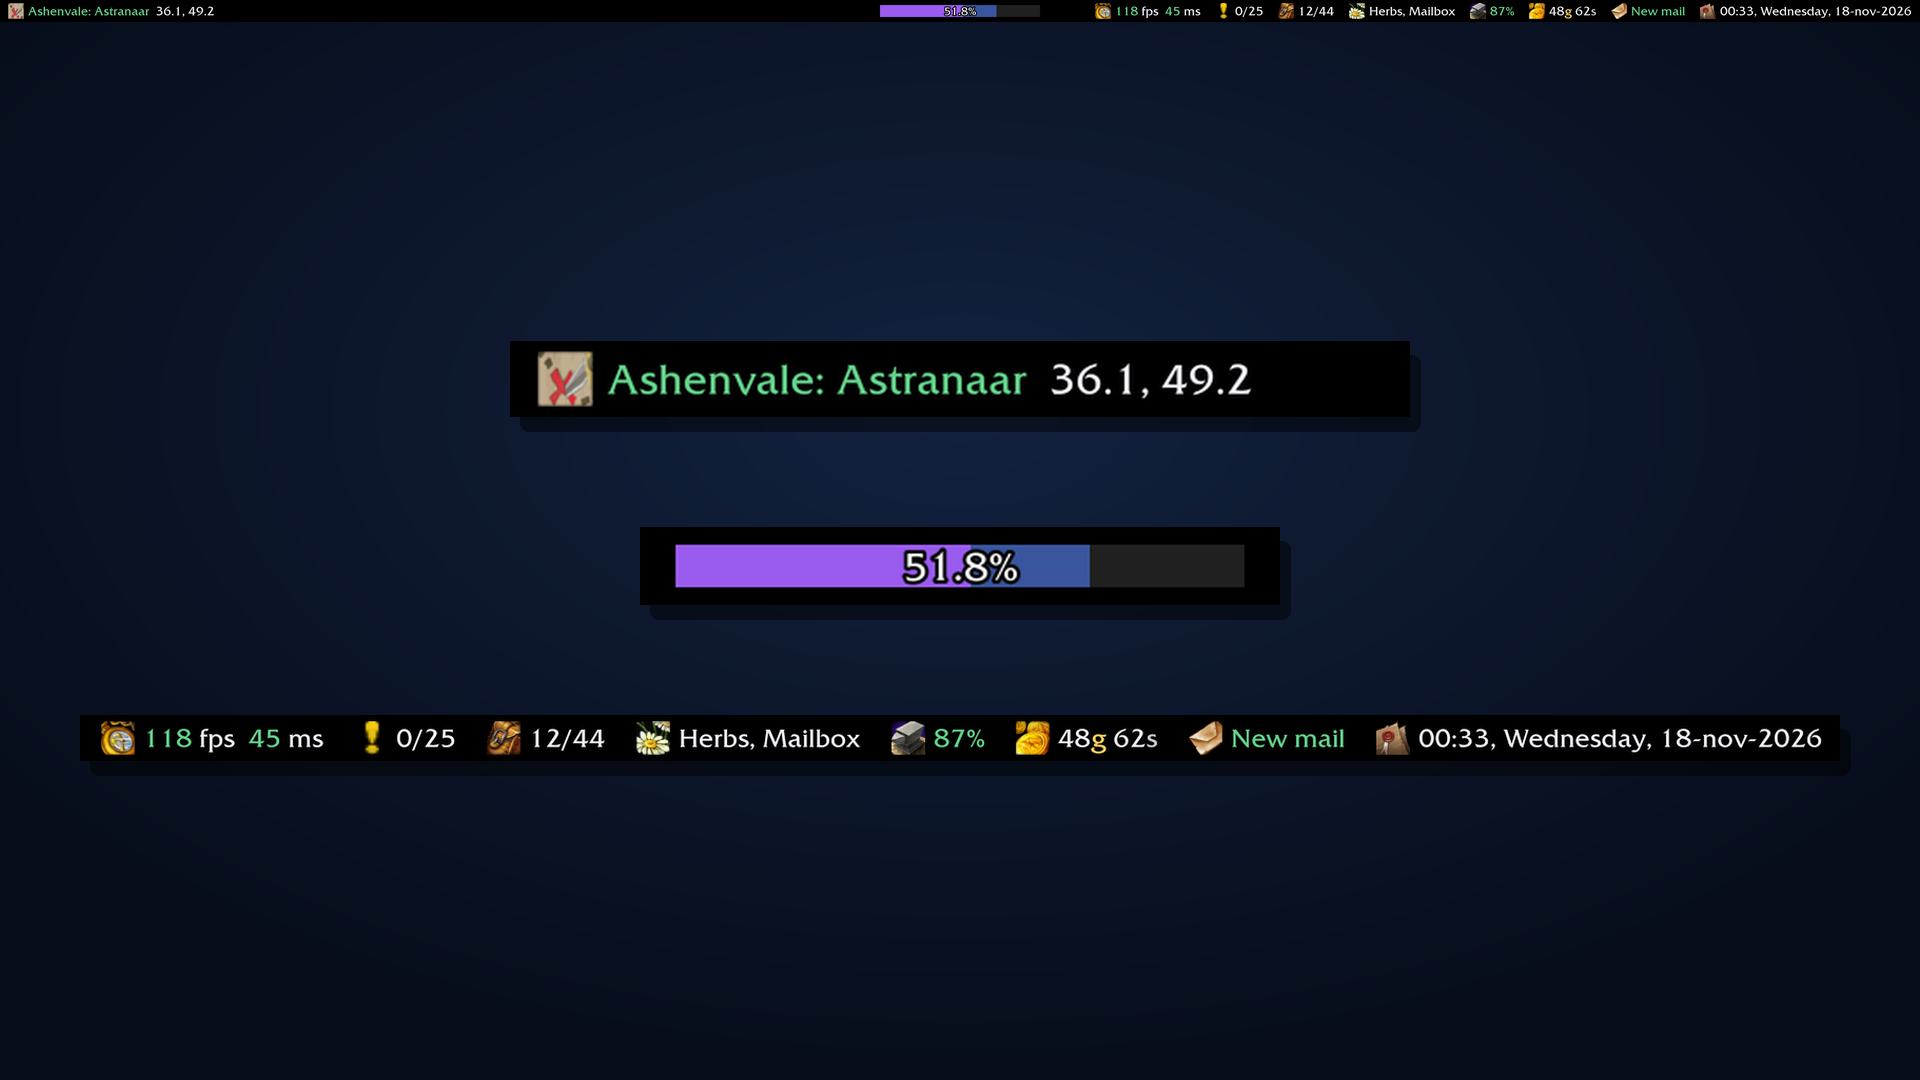 Ashenvale: Astranaar 36.1, 49.2 51.8% 118 fps 45 ms 0/25 12/44 Herbs, Mailbox 87% 48g 62s New mail 00:33, Wednesday, 18-nov-2026
Ashenvale: Astranaar 36.1, 49.2
51.8%
118 fps 45 ms 0/25 12/44 Herbs, Mailbox 87% 48g 62s New mail 00:33, Wednesday, 18-nov-2026